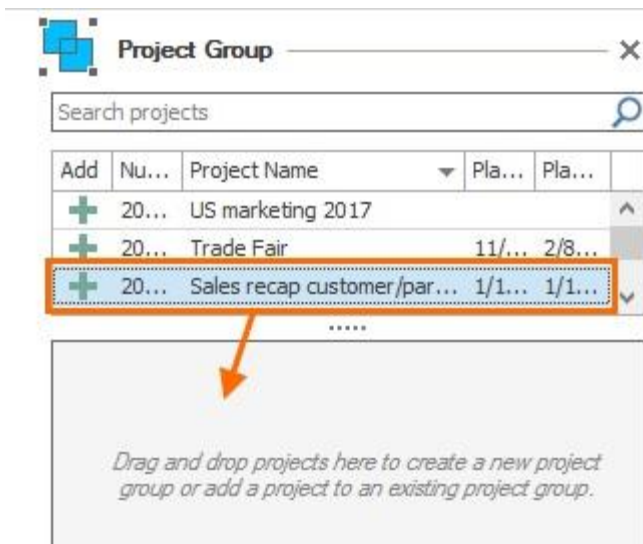 Project Group
Search projects
Add Nu... Project Name Pla... Pla...
20... US marketing 2017
20... Trade Fair 11/... 2/8...
20... Sales recap customer/par... 1/1... 1/1...
Drag and drop projects here to create a new project
group or add a project to an existing project group.